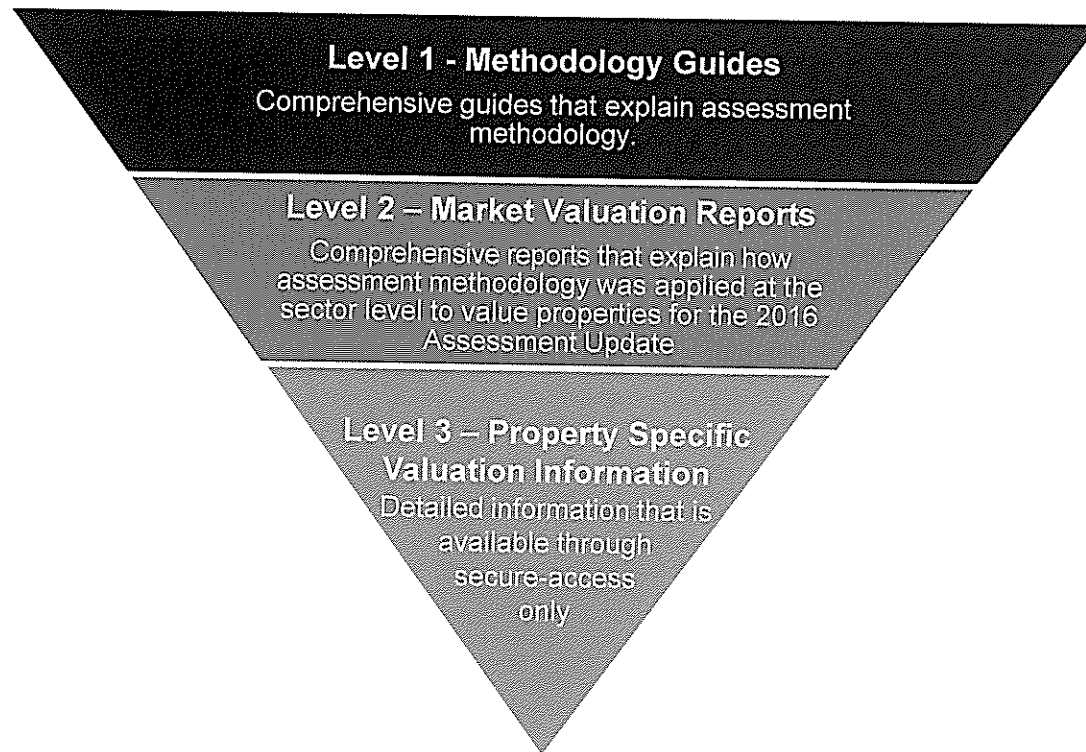 Level 1 - Methodology Guides
Comprehensive guides that explain assessment
methodology.
Level 2 – Market Valuation Reports
Comprehensive reports that explain how
assessment methodology was applied at the
sector level to value properties for the 2016
Assessment Update
Level 3 – Property Specific
Valuation Information
Detailed information that is
available through
secure-access
only